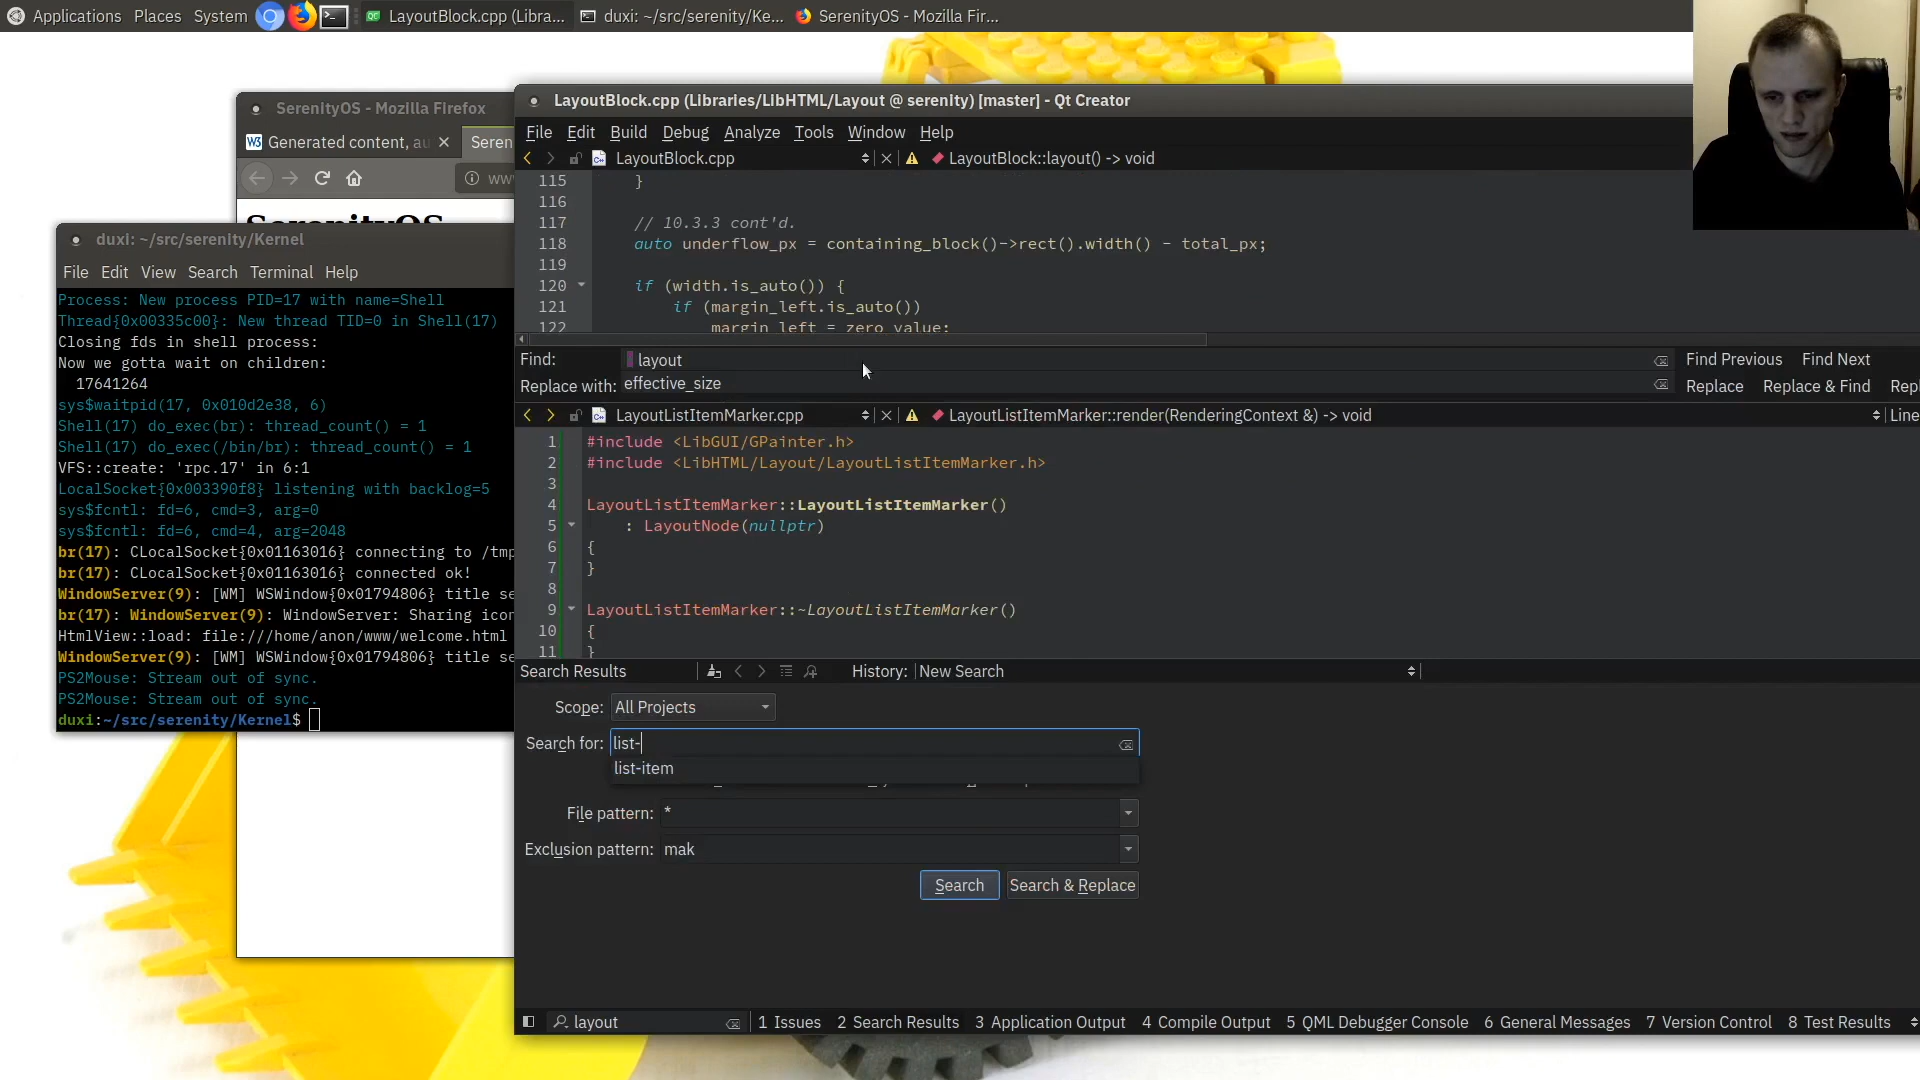 Applications Places System LayoutBlock.cpp (Libra... duxi: ~/src/serenity/Ke... SerenityOS - Mozilla Fir...
SerenityOS - Mozilla Firefox
Generated content, au
Seren
www
SerenityOS
LayoutBlock.cpp (Libraries/LibHTML/Layout @ serenity) [master] - Qt Creator
File Edit Build Debug Analyze Tools Window Help
LayoutBlock.cpp LayoutBlock::layout() -> void
115 }
116
117 // 10.3.3 cont'd.
118 auto underflow_px = containing_block()->rect().width() - total_px;
119
120 if (width.is_auto()) {
121 if (margin_left.is_auto())
122 margin_left = zero_value;
Find: layout Find Previous Find Next
Replace with: effective_size Replace Replace & Find Repl
LayoutListItemMarker.cpp LayoutListItemMarker::render(RenderingContext &) -> void Line
1 #include <LibGUI/GPainter.h>
2 #include <LibHTML/Layout/LayoutListItemMarker.h>
3
4 LayoutListItemMarker::LayoutListItemMarker()
5 : LayoutNode(nullptr)
6 {
7 }
8
9 LayoutListItemMarker::~LayoutListItemMarker()
10 {
11 }
Search Results History: New Search
Scope: All Projects
Search for: list-
list-item
File pattern: *
Exclusion pattern: mak
Search Search & Replace
layout 1 Issues 2 Search Results 3 Application Output 4 Compile Output 5 QML Debugger Console 6 General Messages 7 Version Control 8 Test Results
duxi: ~/src/serenity/Kernel
File Edit View Search Terminal Help
Process: New process PID=17 with name=Shell
Thread{0x00335c00}: New thread TID=0 in Shell(17)
Closing fds in shell process:
Now we gotta wait on children:
17641264
sys$waitpid(17, 0x010d2e38, 6)
Shell(17) do_exec(br): thread_count() = 1
Shell(17) do_exec(/bin/br): thread_count() = 1
VFS::create: 'rpc.17' in 6:1
LocalSocket{0x003390f8} listening with backlog=5
sys$fcntl: fd=6, cmd=3, arg=0
sys$fcntl: fd=6, cmd=4, arg=2048
br(17): CLocalSocket{0x01163016} connecting to /tmp
br(17): CLocalSocket{0x01163016} connected ok!
WindowServer(9): [WM] WSWindow{0x01794806} title se
br(17): WindowServer(9): WindowServer: Sharing icon
HtmlView::load: file:///home/anon/www/welcome.html
WindowServer(9): [WM] WSWindow{0x01794806} title se
PS2Mouse: Stream out of sync.
PS2Mouse: Stream out of sync.
duxi:~/src/serenity/Kernel$